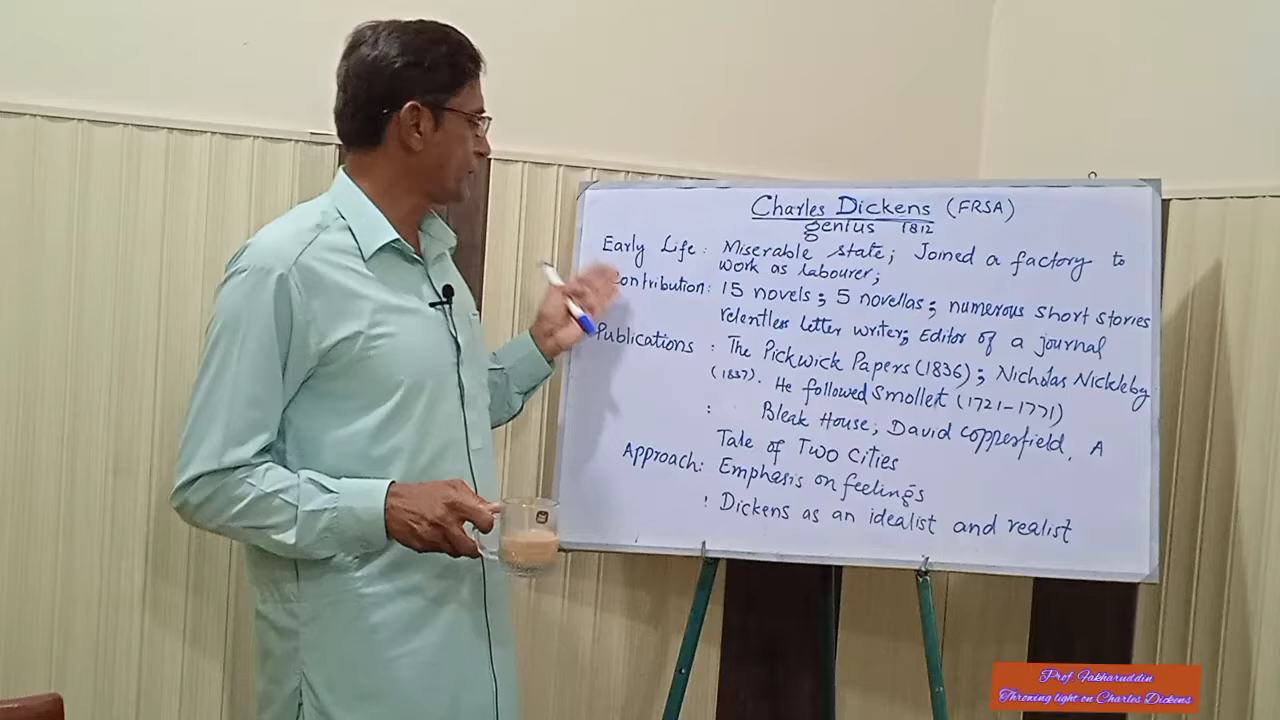 Charles Dickens (FRSA)
genius 1812
Early Life: Miserable state; Joined a factory to
work as labourer;
Contribution: 15 novels; 5 novellas; numerous short stories
relentless letter writer; Editor of a journal
Publications : The Pickwick Papers (1836); Nicholas Nickleby
(1837). He followed Smollet (1721-1771)
: Bleak House; David Copperfield, A
Tale of Two Cities
Approach: Emphasis on feelings
: Dickens as an idealist and realist
Prof. Fakharuddin
Throwing light on Charles Dickens